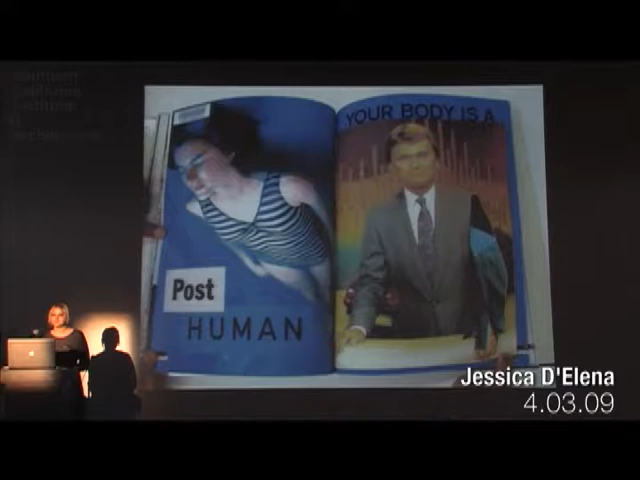 YOUR BODY IS A
Post
HUMAN
Jessica D'Elena
4.03.09